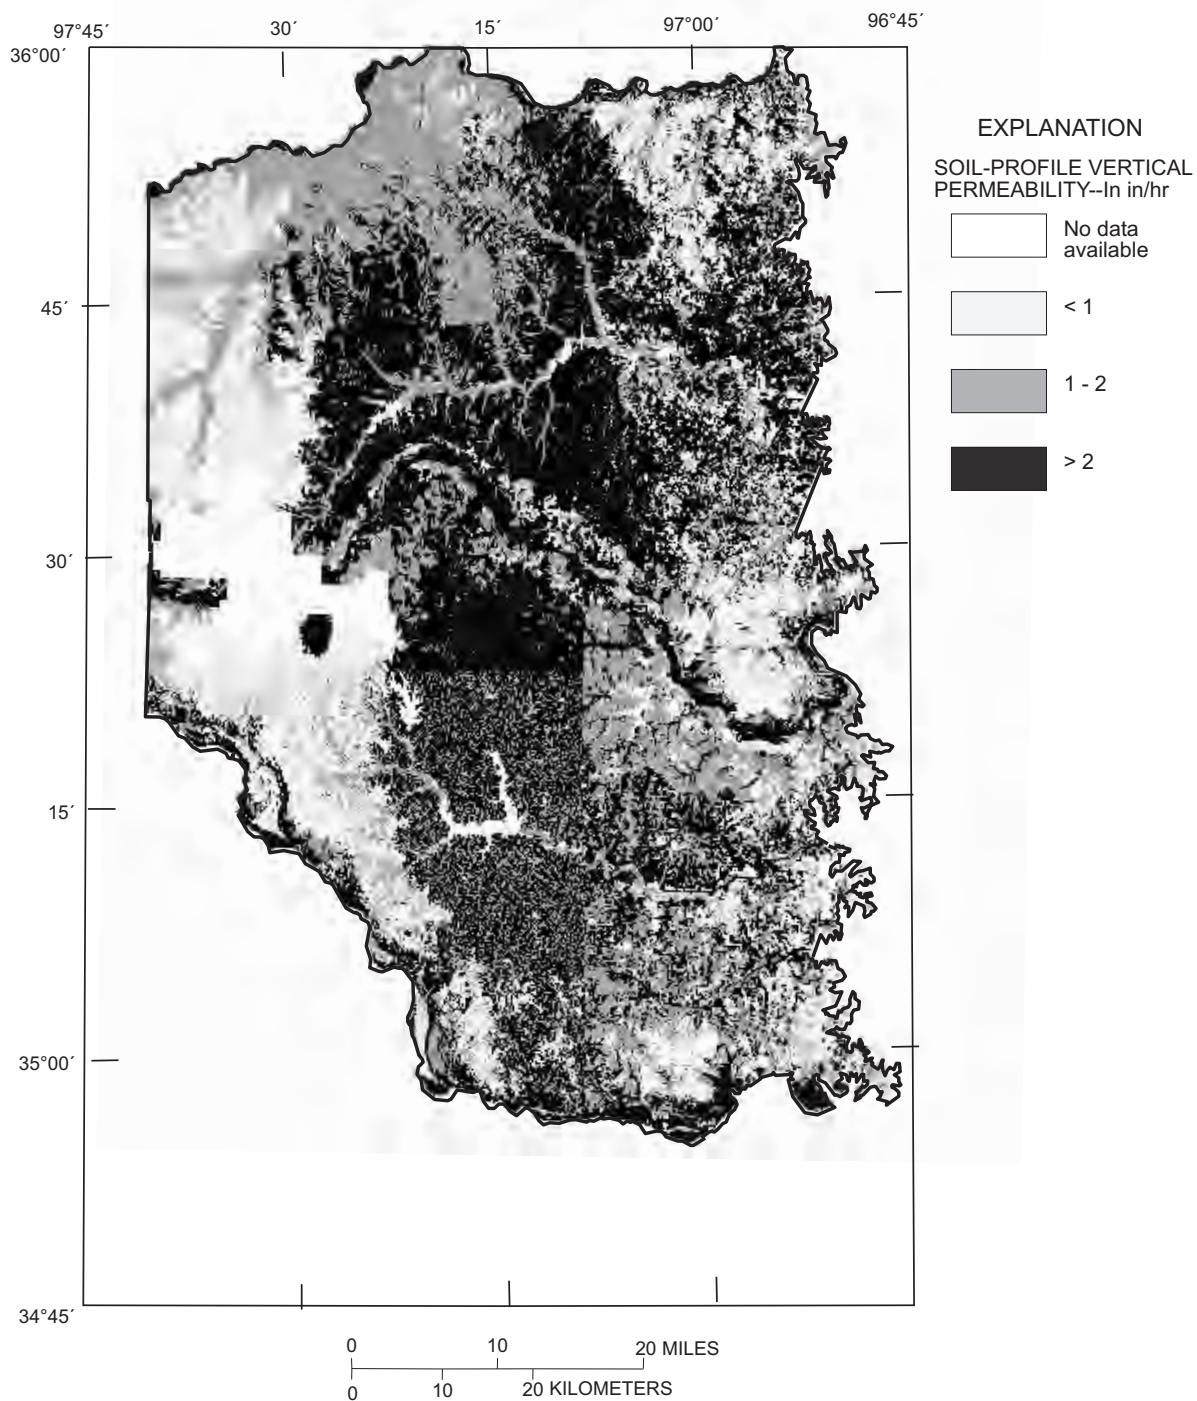 97°45´ 30´ 15´ 97°00´ 96°45´
36°00´
45´
30´
15´
35°00´
34°45´
EXPLANATION
SOIL-PROFILE VERTICAL
PERMEABILITY--In in/hr
No data
available
< 1
1 - 2
> 2
0 10 20 MILES
0 10 20 KILOMETERS